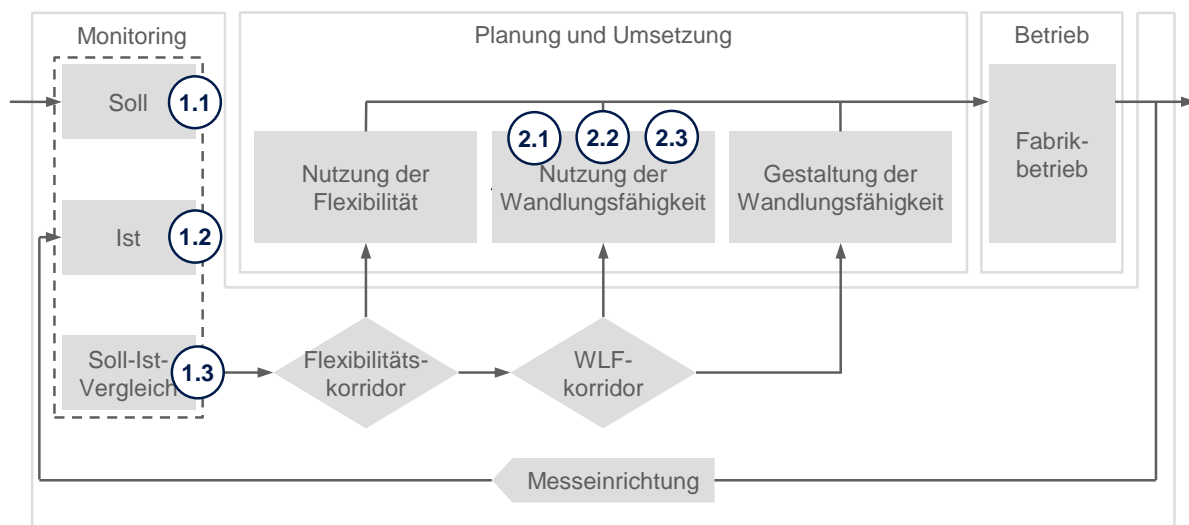 Monitoring
Planung und Umsetzung
Betrieb
Soll
1.1
2.1
2.2
2.3
Nutzung der
Flexibilität
Nutzung der
Wandlungsfähigkeit
Gestaltung der
Wandlungsfähigkeit
Fabrik-
betrieb
Ist
1.2
Soll-Ist-
Vergleich
1.3
Flexibilitäts-
korridor
WLF-
korridor
Messeinrichtung